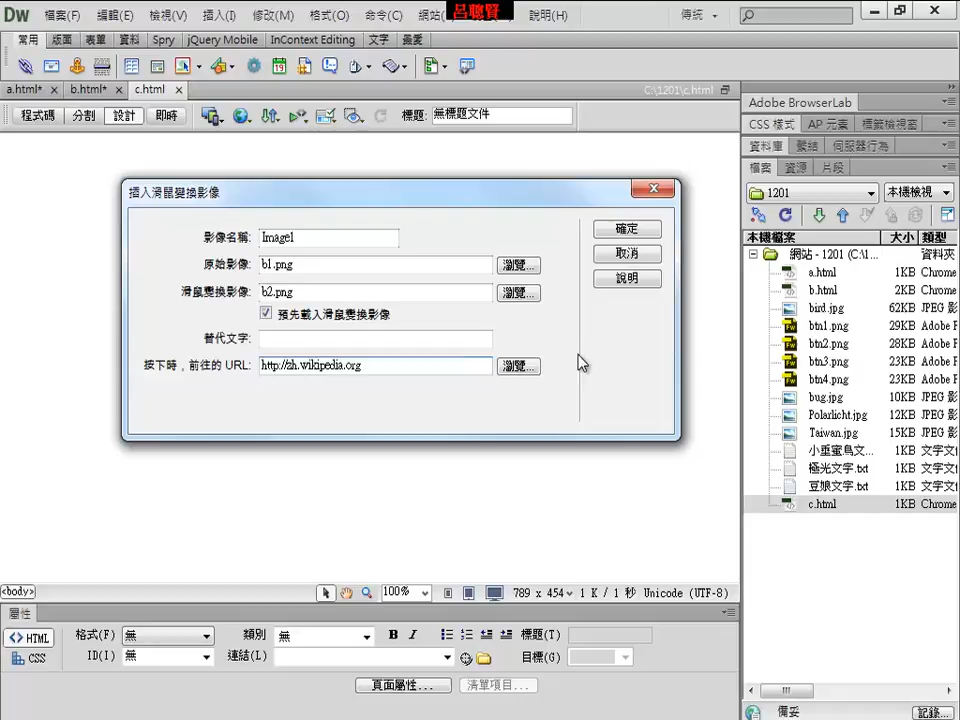 Dw 檔案(F) 編輯(E) 檢視(V) 插入(I) 修改(M) 格式(O) 命令(C) 網站( 呂聰賢 說明(H) 傳統
常用 版面 表單 資料 Spry jQuery Mobile InContext Editing 文字 我的最愛
a.html* × b.html* × c.html × C:\1201\c.html
程式碼 分割 設計 即時 標題: 無標題文件
插入滑鼠變換影像
影像名稱: Image1 確定
原始影像: b1.png 瀏覽... 取消
滑鼠變換影像: b2.png 瀏覽... 說明
預先載入滑鼠變換影像
替代文字:
按下時，前往的 URL: http://zh.wikipedia.org 瀏覽...
<body> 100% 789 x 454 1 K / 1 秒 Unicode (UTF-8)
屬性
<> HTML 格式(F) 無 類別 無 B I 標題(T)
CSS ID(I) 無 連結(L) 目標(G)
頁面屬性... 清單項目...
Adobe BrowserLab
CSS 樣式 AP 元素 標籤檢視窗
資料庫 繫結 伺服器行為
檔案 資源 片段
1201 本機檢視
本機檔案 大小 類型
網站 - 1201 (C:\1... 資料夾
a.html 1KB Chrome
b.html 2KB Chrome
bird.jpg 62KB JPEG 影
btn1.png 29KB Adobe F
btn2.png 28KB Adobe F
btn3.png 23KB Adobe F
btn4.png 23KB Adobe F
bug.jpg 10KB JPEG 影
Polarlicht.jpg 12KB JPEG 影
Taiwan.jpg 15KB JPEG 影
小重蜜鳥文... 1KB 文字文
極光文字.txt 1KB 文字文
豆娘文字.txt 1KB 文字文
c.html 1KB Chrome
備妥 記錄...